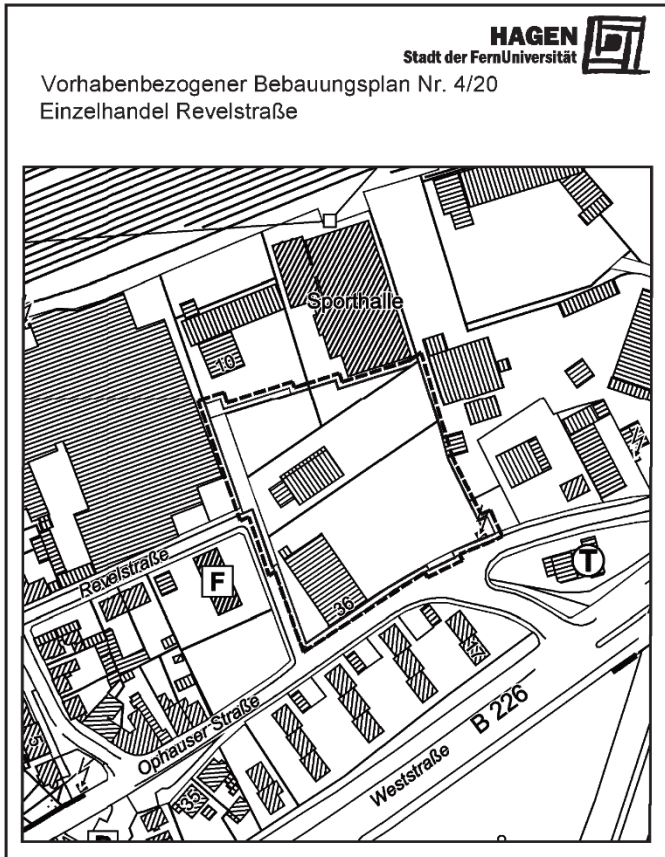 HAGEN
Stadt der FernUniversität
Vorhabenbezogener Bebauungsplan Nr. 4/20
Einzelhandel Revelstraße
Sporthalle
10
Revelstraße
F
T
36
Ophauser Straße
B 226
Weststraße
5
35